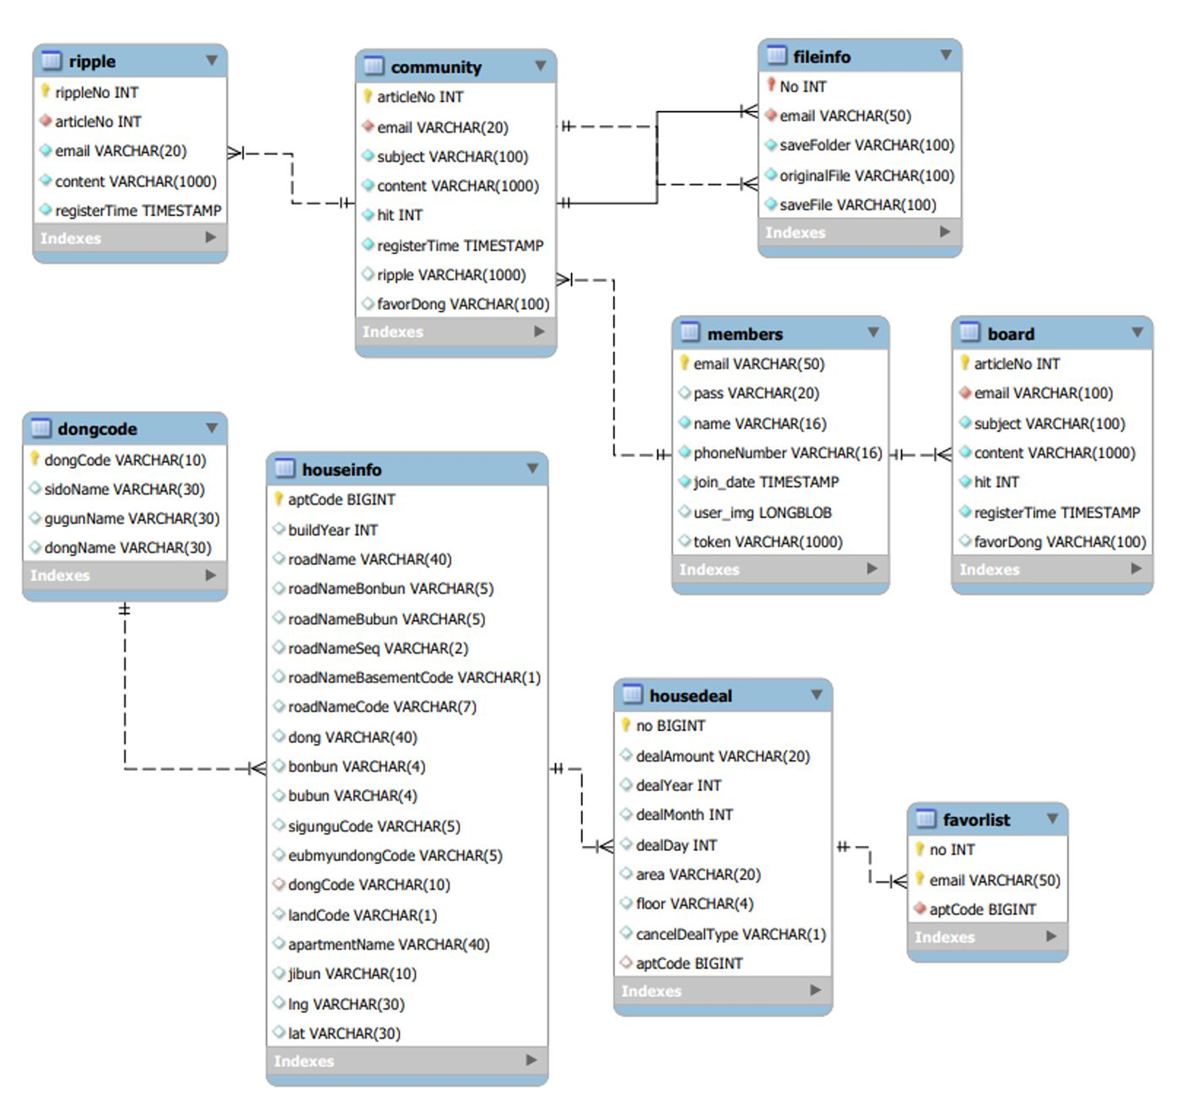 ripple
rippleNo INT
articleNo INT
email VARCHAR(20)
content VARCHAR(1000)
registerTime TIMESTAMP
Indexes
community
articleNo INT
email VARCHAR(20)
subject VARCHAR(100)
content VARCHAR(1000)
hit INT
registerTime TIMESTAMP
ripple VARCHAR(1000)
favorDong VARCHAR(100)
Indexes
fileinfo
No INT
email VARCHAR(50)
saveFolder VARCHAR(100)
originalFile VARCHAR(100)
saveFile VARCHAR(100)
Indexes
members
email VARCHAR(50)
pass VARCHAR(20)
name VARCHAR(16)
phoneNumber VARCHAR(16)
join_date TIMESTAMP
user_img LONGBLOB
token VARCHAR(1000)
Indexes
board
articleNo INT
email VARCHAR(100)
subject VARCHAR(100)
content VARCHAR(1000)
hit INT
registerTime TIMESTAMP
favorDong VARCHAR(100)
Indexes
dongcode
dongCode VARCHAR(10)
sidoName VARCHAR(30)
gugunName VARCHAR(30)
dongName VARCHAR(30)
Indexes
houseinfo
aptCode BIGINT
buildYear INT
roadName VARCHAR(40)
roadNameBonbun VARCHAR(5)
roadNameBubun VARCHAR(5)
roadNameSeq VARCHAR(2)
roadNameBasementCode VARCHAR(1)
roadNameCode VARCHAR(7)
dong VARCHAR(40)
bonbun VARCHAR(4)
bubun VARCHAR(4)
sigunguCode VARCHAR(5)
eubmyundongCode VARCHAR(5)
dongCode VARCHAR(10)
landCode VARCHAR(1)
apartmentName VARCHAR(40)
jibun VARCHAR(10)
lng VARCHAR(30)
lat VARCHAR(30)
Indexes
housedeal
no BIGINT
dealAmount VARCHAR(20)
dealYear INT
dealMonth INT
dealDay INT
area VARCHAR(20)
floor VARCHAR(4)
cancelDealType VARCHAR(1)
aptCode BIGINT
Indexes
favorlist
no INT
email VARCHAR(50)
aptCode BIGINT
Indexes